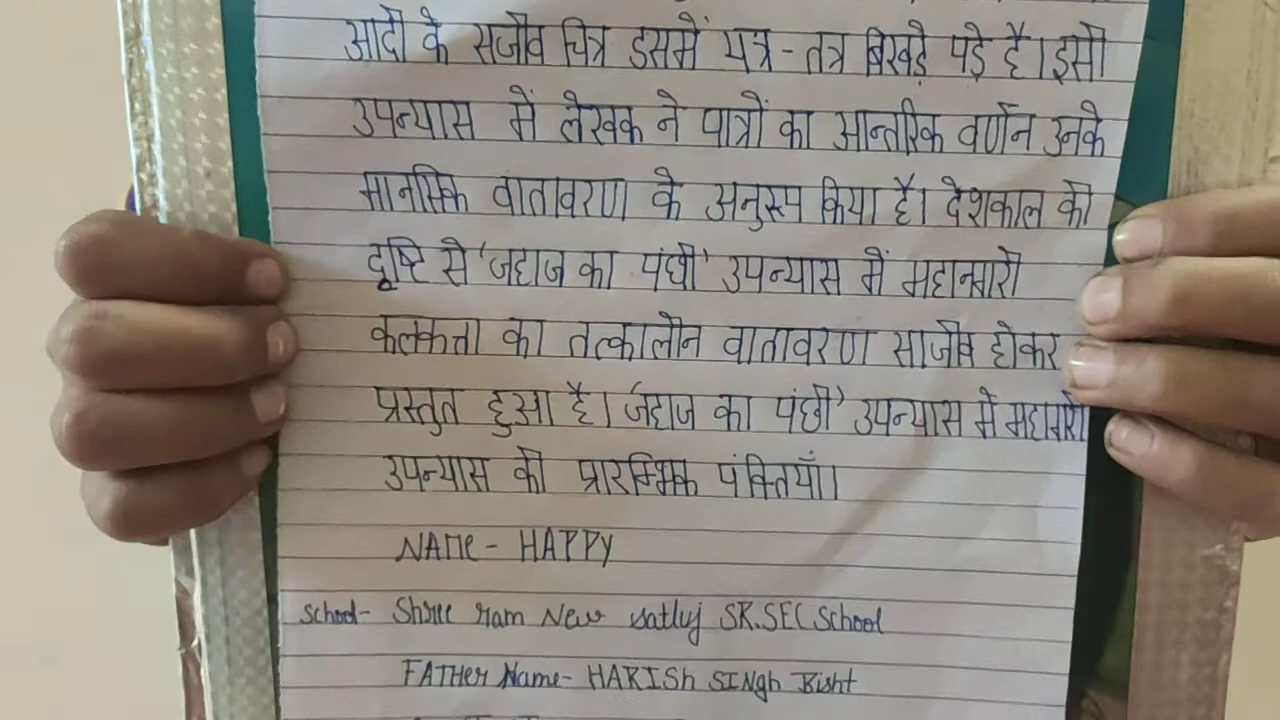 आदी के सजीव चित्र इसमें यत्र-तत्र बिखड़े पड़े है। इसी
उपन्यास में लेखक ने पात्रों का आन्तरिक वर्णन उनके
मानसिक वातावरण के अनुरूप किया है। देशकाल की
दृष्टि से 'जहाज का पंछी' उपन्यास में महानगरी
कलकत्ता का तत्कालीन वातावरण साजीव होकर
प्रस्तुत हुआ है। 'जहाज का पंछी' उपन्यास में
उपन्यास की प्रारम्भिक पंक्तियाँ।
NAME - HAPPY
School- Shree ram New satluj SR.SEC School
FATHer Name- HARISh SINgh Bisht